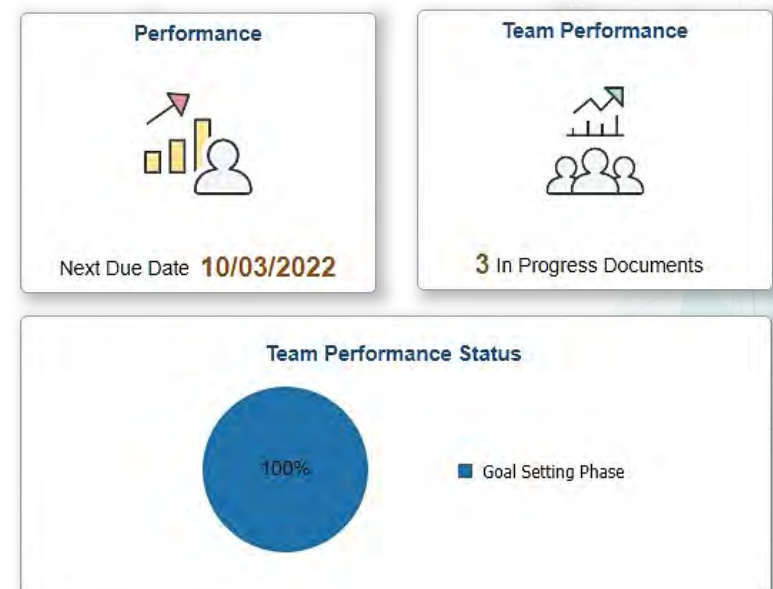 Performance
Next Due Date 10/03/2022
Team Performance
3 In Progress Documents
Team Performance Status
100%
Goal Setting Phase